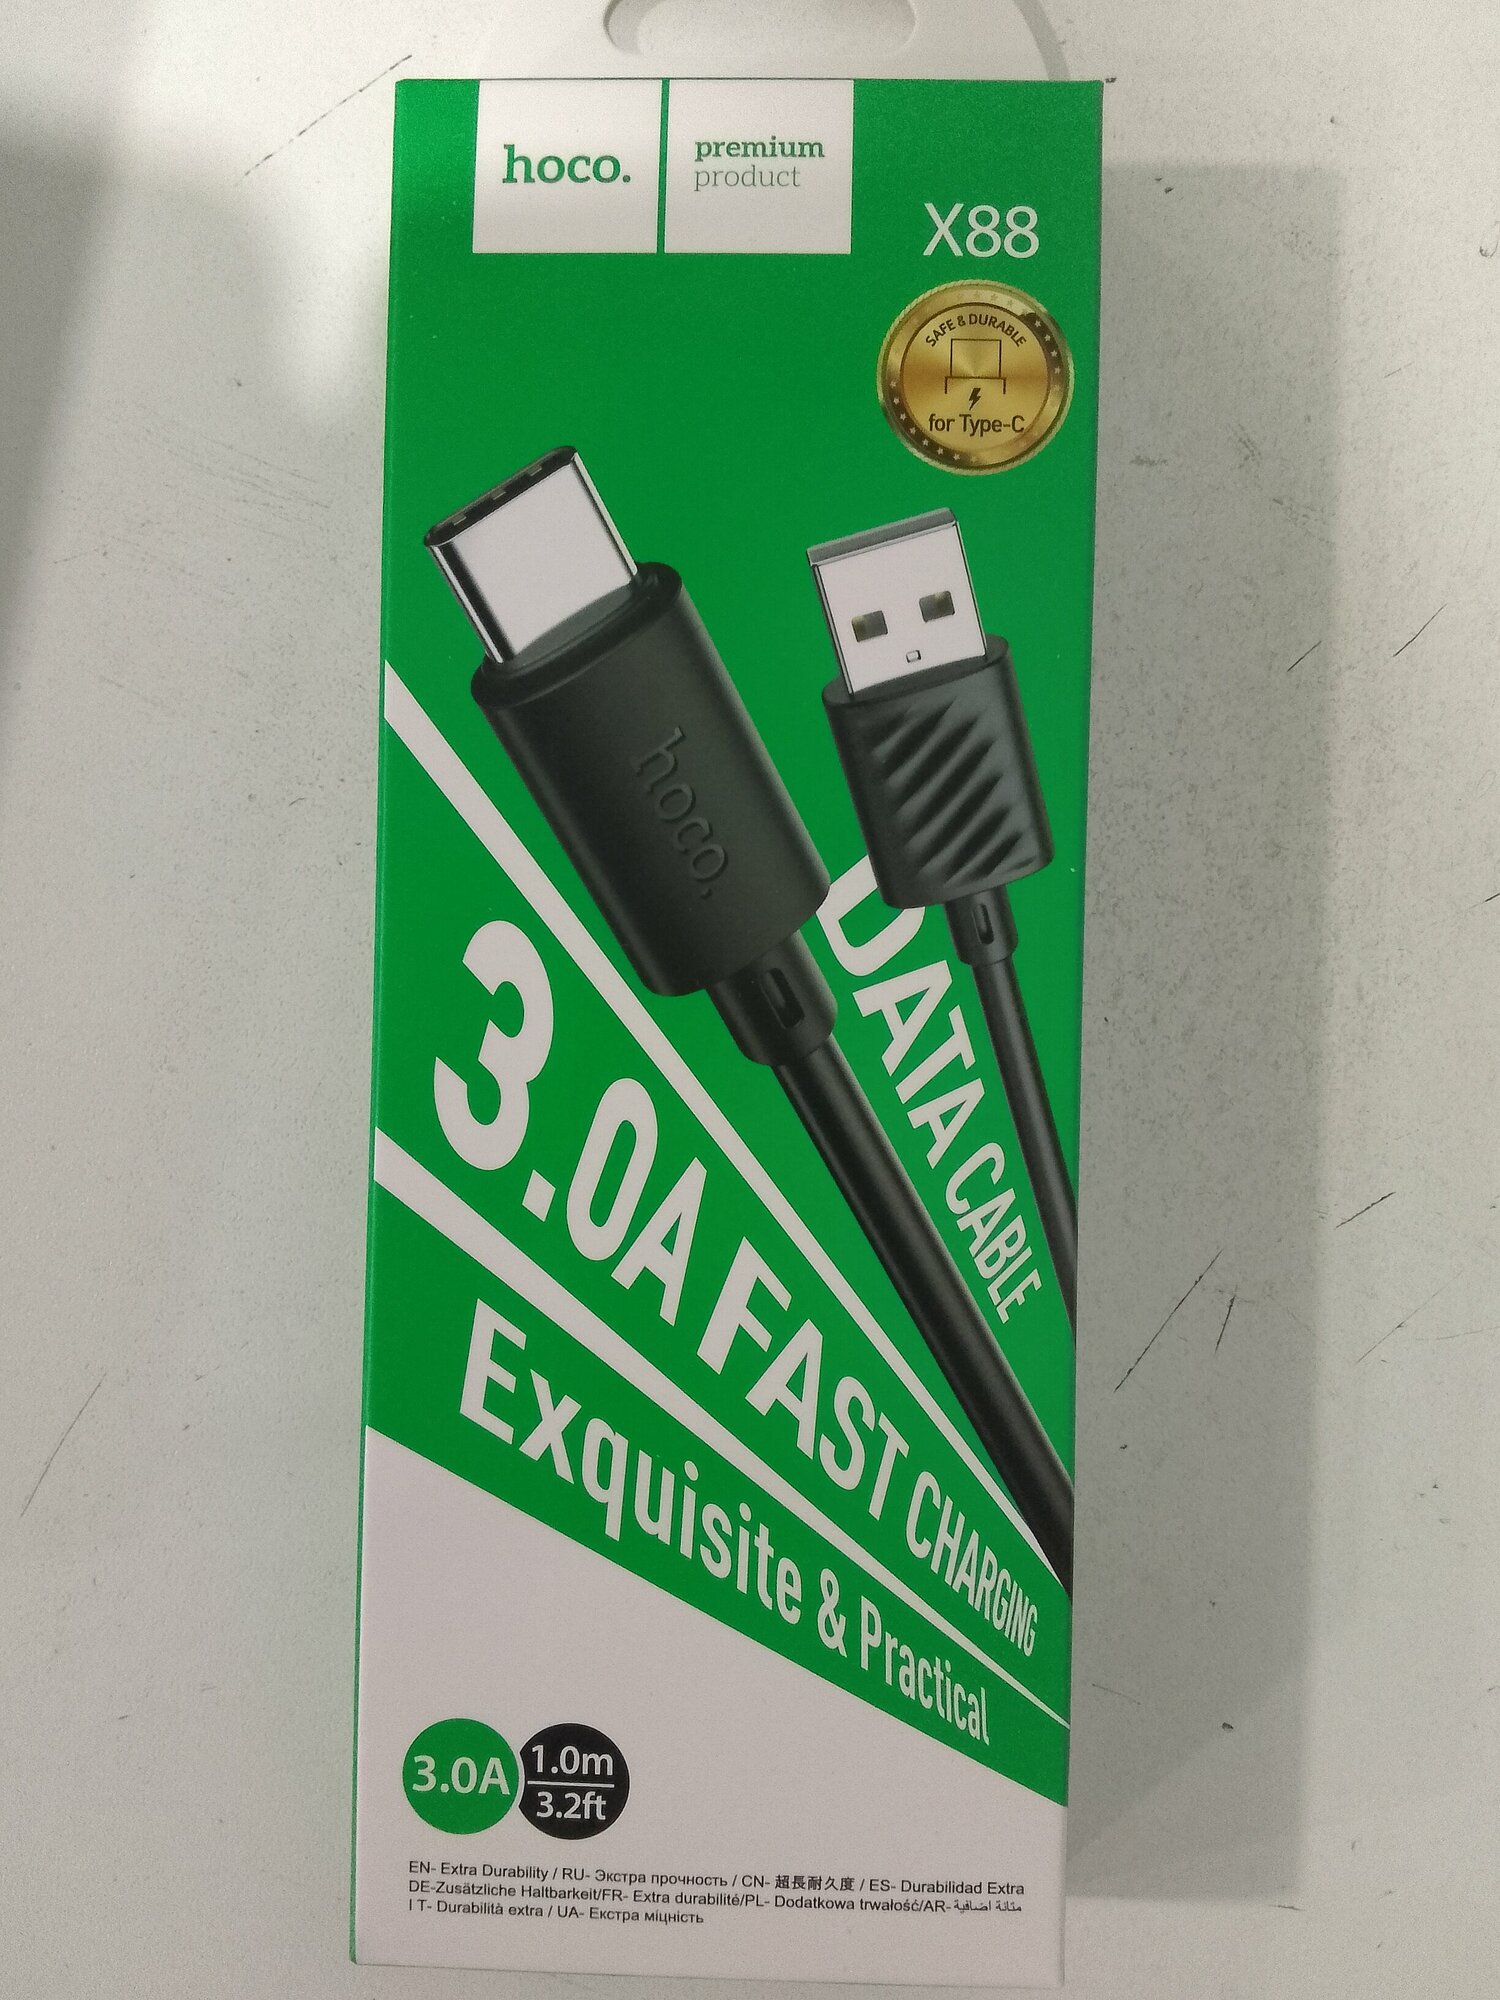 hoco.
premium
product
X88
SAFE & DURABLE
for Type-C
hoco.
DATA CABLE
3.0A FAST CHARGING
Exquisite & Practical
3.0A
1.0m
3.2ft
EN- Extra Durability / RU- Экстра прочность / CN- 超長耐久度 / ES- Durabilidad Extra
DE-Zusätzliche Haltbarkeit/FR- Extra durabilité/PL- Dodatkowa trwałość/AR- متانة اضافية
I T- Durabilità extra / UA- Екстра міцність